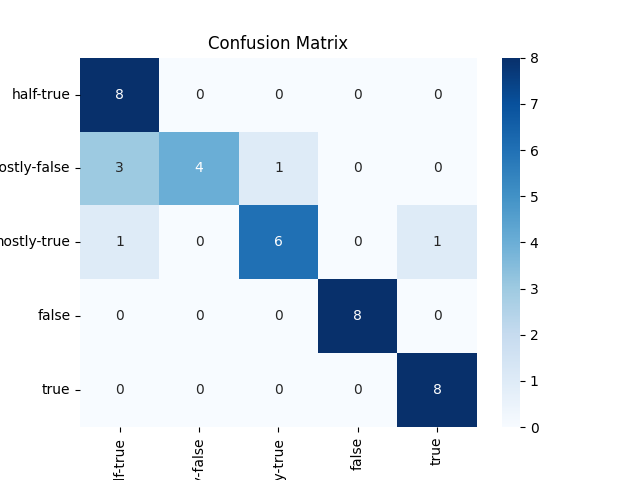 Confusion Matrix
half-true 8 0 0 0 0
ostly-false 3 4 1 0 0
nostly-true 1 0 6 0 1
false 0 0 0 8 0
true 0 0 0 0 8
lf-true
y-false
y-true
false
true
8
7
6
5
4
3
2
1
0